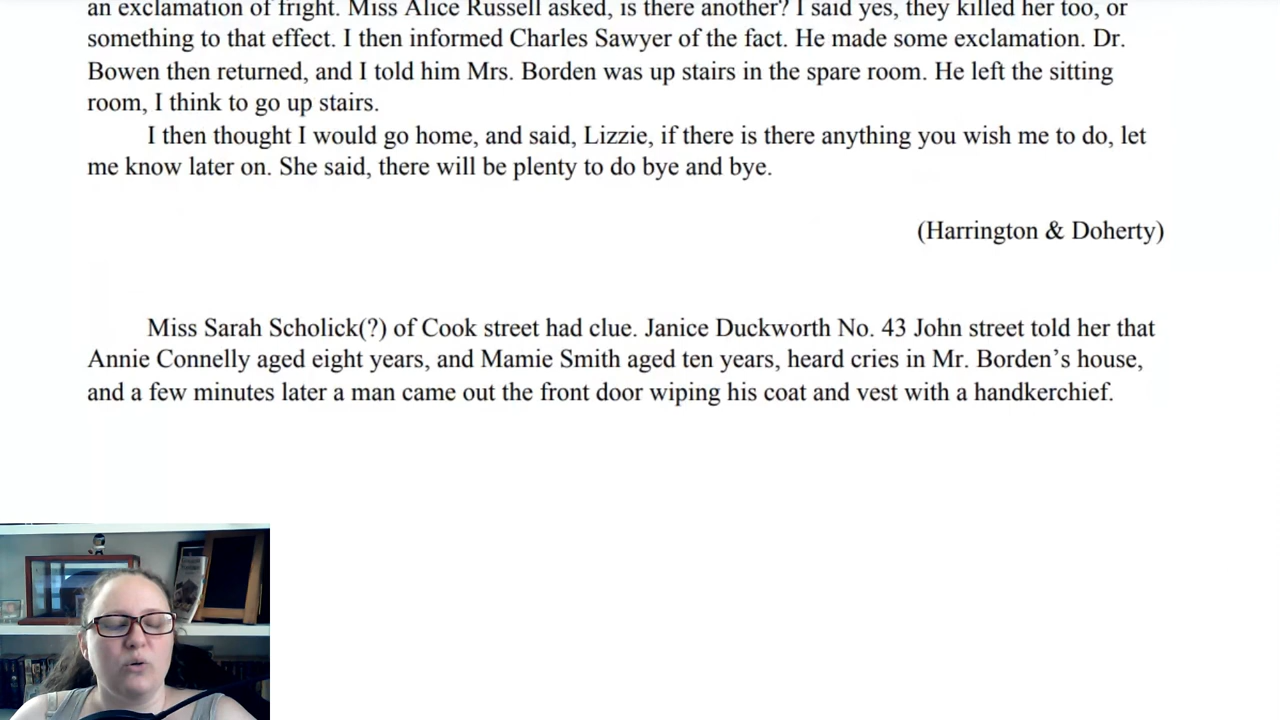 an exclamation of fright. Miss Alice Russell asked, is there another? I said yes, they killed her too, or
something to that effect. I then informed Charles Sawyer of the fact. He made some exclamation. Dr.
Bowen then returned, and I told him Mrs. Borden was up stairs in the spare room. He left the sitting
room, I think to go up stairs.
I then thought I would go home, and said, Lizzie, if there is there anything you wish me to do, let
me know later on. She said, there will be plenty to do bye and bye.
(Harrington & Doherty)
Miss Sarah Scholick(?) of Cook street had clue. Janice Duckworth No. 43 John street told her that
Annie Connelly aged eight years, and Mamie Smith aged ten years, heard cries in Mr. Borden’s house,
and a few minutes later a man came out the front door wiping his coat and vest with a handkerchief.